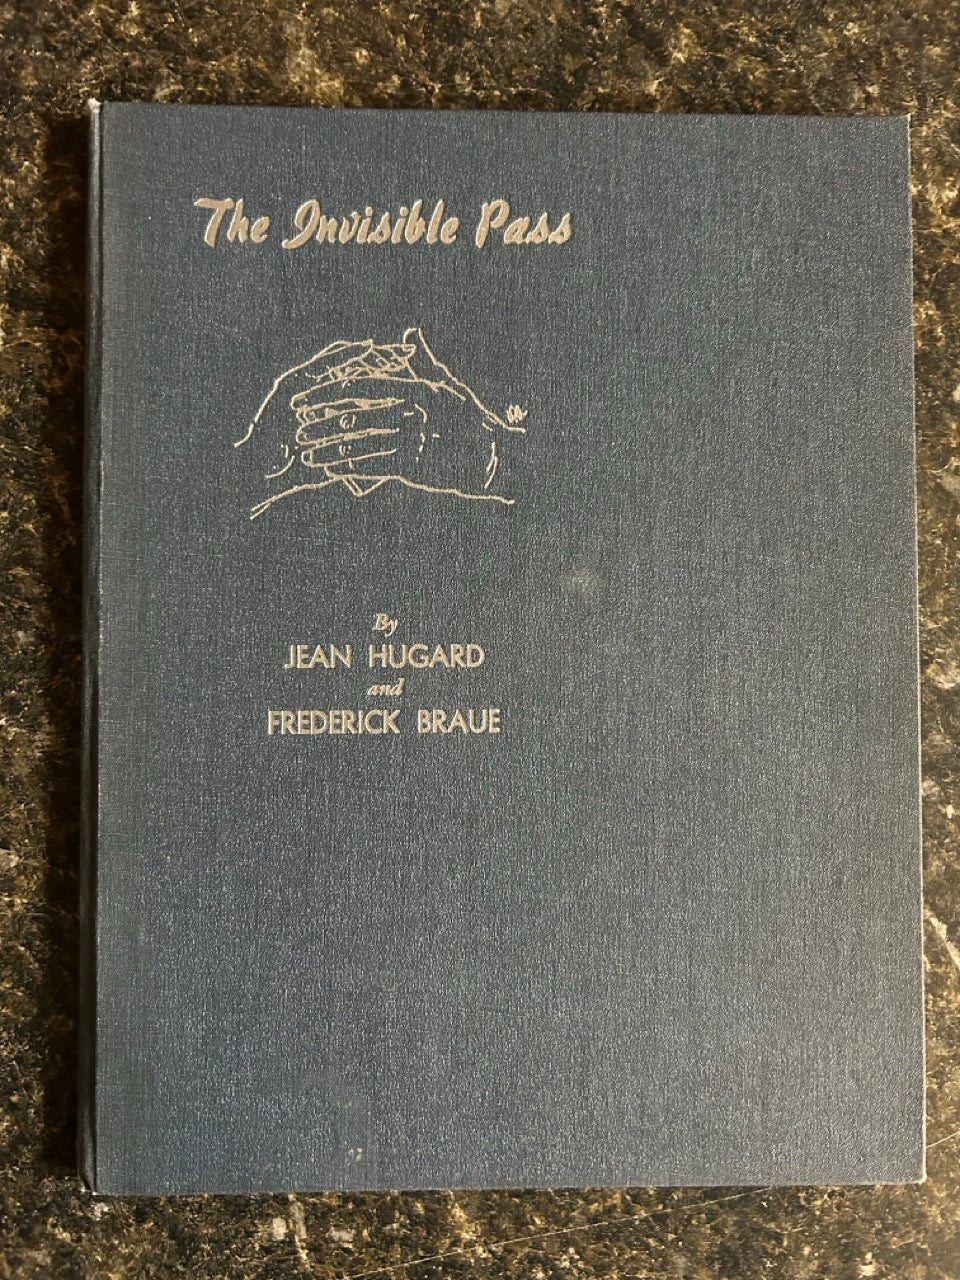 The Invisible Pass
By
JEAN HUGARD
and
FREDERICK BRAUE